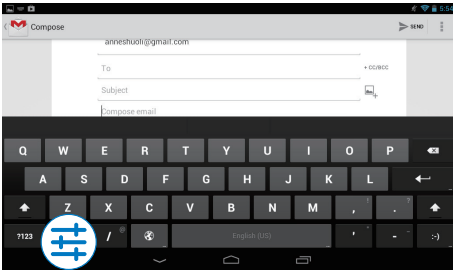 5:54
Compose
SEND
anneshuoli@gmail.com
To
+ CC/BCC
Subject
Compose email
Q W E R T Y U I O P
A S D F G H J K L
Z X C V B N M , ! . ?
?123 / @ English (US) ' " - _ :-)